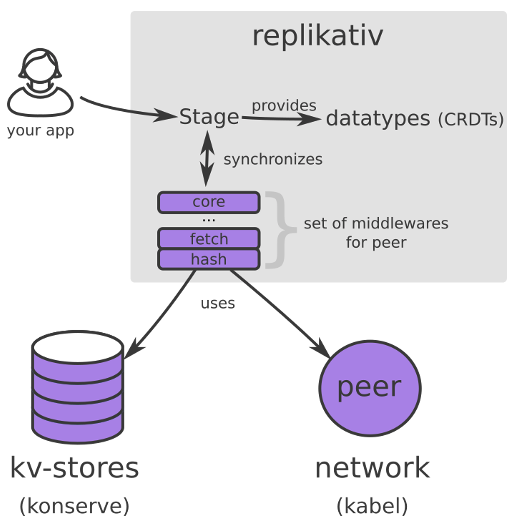 replikativ
your app
Stage
provides
datatypes (CRDTs)
synchronizes
core
...
fetch
hash
set of middlewares
for peer
uses
peer
kv-stores
(konserve)
network
(kabel)